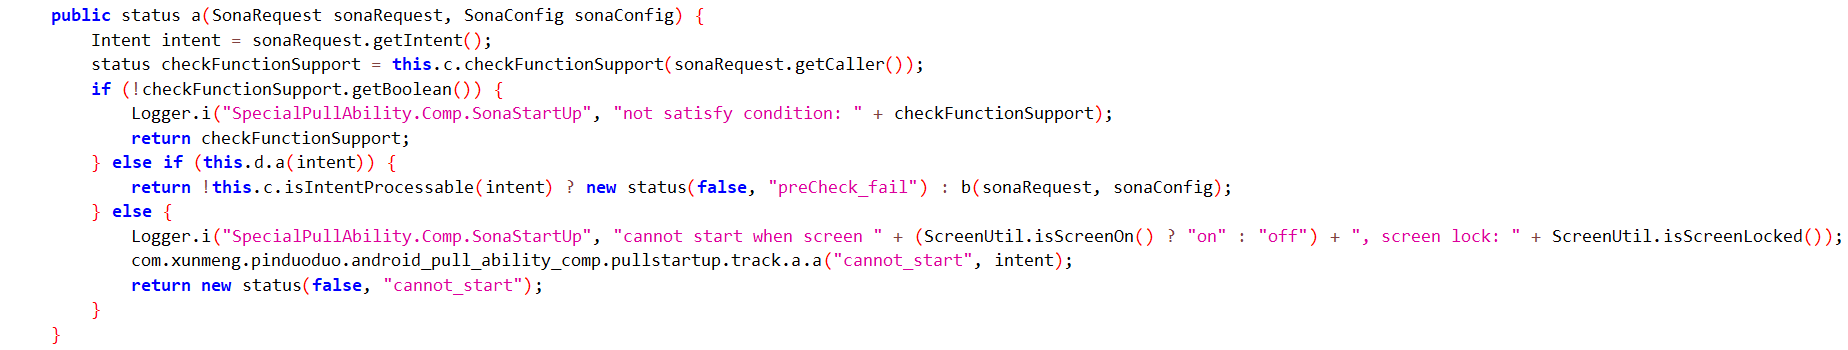 public status a(SonaRequest sonaRequest, SonaConfig sonaConfig) {
Intent intent = sonaRequest.getIntent();
status checkFunctionSupport = this.c.checkFunctionSupport(sonaRequest.getCaller());
if (!checkFunctionSupport.getBoolean()) {
Logger.i("SpecialPullAbility.Comp.SonaStartUp", "not satisfy condition: " + checkFunctionSupport);
return checkFunctionSupport;
} else if (this.d.a(intent)) {
return !this.c.isIntentProcessable(intent) ? new status(false, "preCheck_fail") : b(sonaRequest, sonaConfig);
} else {
Logger.i("SpecialPullAbility.Comp.SonaStartUp", "cannot start when screen " + (ScreenUtil.isScreenOn() ? "on" : "off") + ", screen lock: " + ScreenUtil.isScreenLocked());
com.xunmeng.pinduoduo.android_pull_ability_comp.pullstartup.track.a.a("cannot_start", intent);
return new status(false, "cannot_start");
}
}